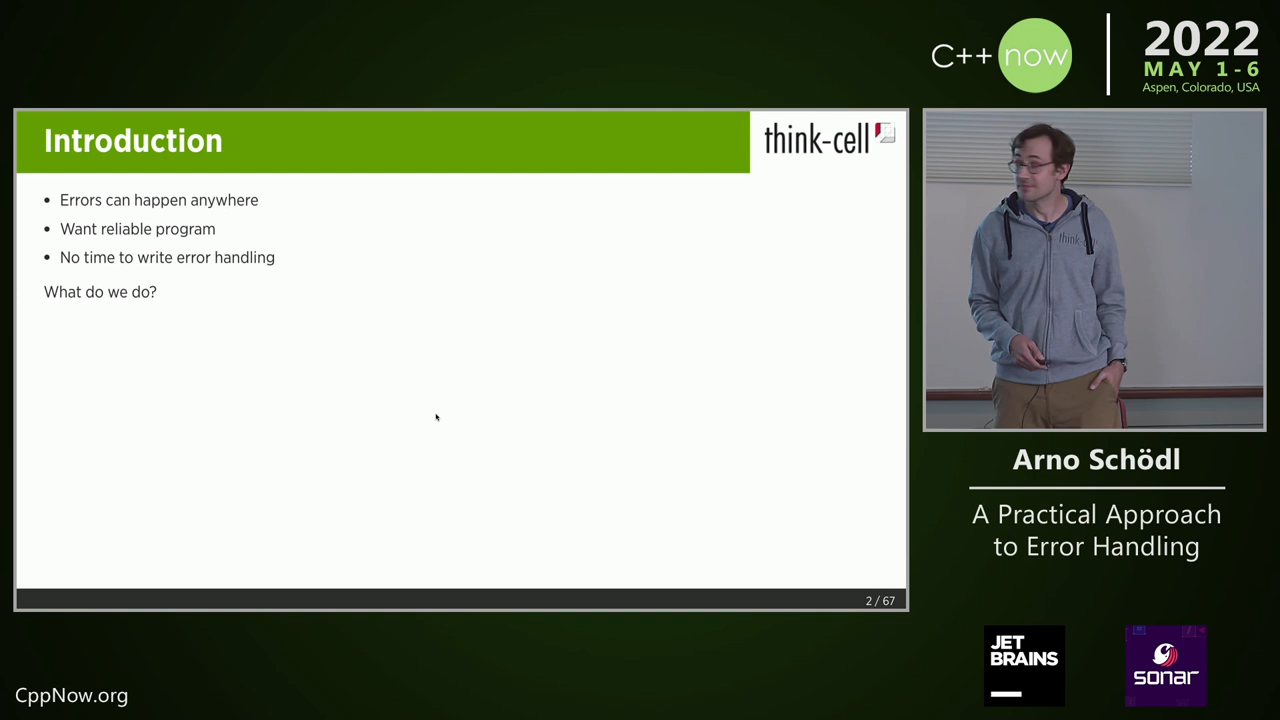 C++ now
2022
MAY 1-6
Aspen, Colorado, USA
Introduction
think-cell
• Errors can happen anywhere
• Want reliable program
• No time to write error handling
What do we do?
2 / 67
think-cell
Arno Schödl
A Practical Approach
to Error Handling
JET
BRAINS
sonar
CppNow.org